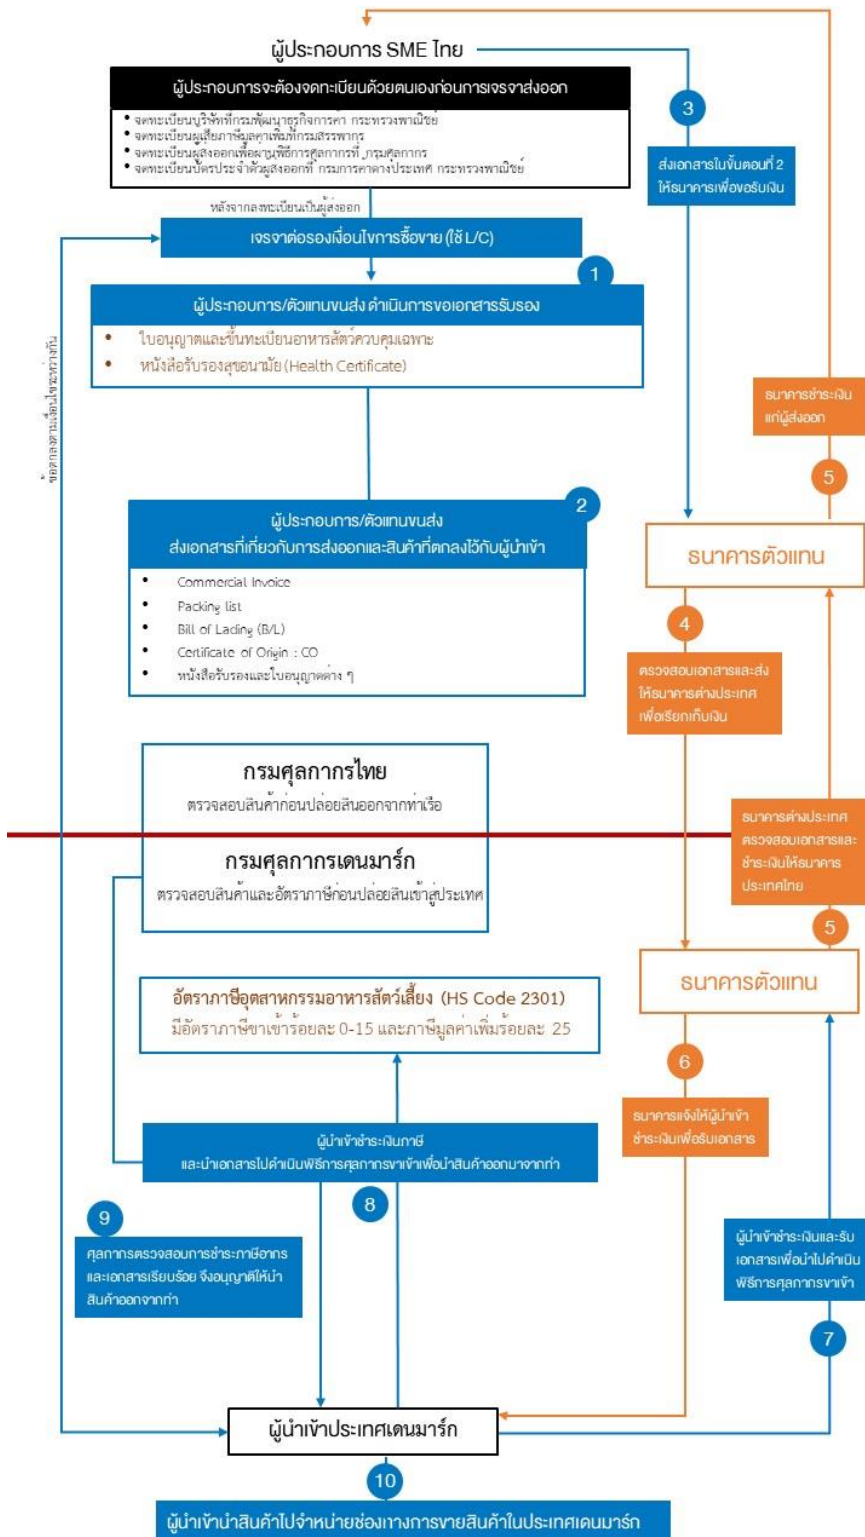 ผู้ประกอบการ SME ไทย
ผู้ประกอบการจะต้องจดทะเบียนด้วยตนเองก่อนการเจรจาส่งออก
• จดทะเบียนบริษัทที่กรมพัฒนาธุรกิจการค้า กระทรวงพาณิชย์
• จดทะเบียนผู้เสียภาษีมูลค่าเพิ่มที่กรมสรรพากร
• จดทะเบียนผู้ส่งออกเพื่อผ่านพิธีการศุลกากรที่ กรมศุลกากร
• จดทะเบียนบัตรประจำตัวผู้ส่งออกที่ กรมการค้าต่างประเทศ กระทรวงพาณิชย์
3
ส่งเอกสารในขั้นตอนที่ 2
ให้ธนาคารเพื่อขอรับเงิน
หลังจากลงทะเบียนเป็นผู้ส่งออก
เจรจาต่อรองเงื่อนไขการซื้อขาย (ใช้ L/C)
ข้อตกลงตามเงื่อนไขระหว่างกัน
1
ผู้ประกอบการ/ตัวแทนขนส่ง ดำเนินการขอเอกสารรับรอง
• ใบอนุญาตและขึ้นทะเบียนอาหารสัตว์ควบคุมเฉพาะ
• หนังสือรับรองสุขอนามัย (Health Certificate)
ธนาคารชำระเงิน
แก่ผู้ส่งออก
5
2
ผู้ประกอบการ/ตัวแทนขนส่ง
ส่งเอกสารที่เกี่ยวกับการส่งออกและสินค้าที่ตกลงไว้กับผู้นำเข้า
• Commercial Invoice
• Packing list
• Bill of Lading (B/L)
• Certificate of Origin : CO
• หนังสือรับรองและใบอนุญาตต่าง ๆ
ธนาคารตัวแทน
4
ตรวจสอบเอกสารและส่ง
ให้ธนาคารต่างประเทศ
เพื่อเรียกเก็บเงิน
กรมศุลกากรไทย
ตรวจสอบสินค้าก่อนปล่อยสินออกจากท่าเรือ
กรมศุลกากรเดนมาร์ก
ตรวจสอบสินค้าและอัตราภาษีก่อนปล่อยสินเข้าสู่ประเทศ
ธนาคารต่างประเทศ
ตรวจสอบเอกสารและ
ชำระเงินให้ธนาคาร
ประเทศไทย
5
ธนาคารตัวแทน
อัตราภาษีอุตสาหกรรมอาหารสัตว์เลี้ยง (HS Code 2301)
มีอัตราภาษีขาเข้าร้อยละ 0-15 และภาษีมูลค่าเพิ่มร้อยละ 25
6
ธนาคารแจ้งให้ผู้นำเข้า
ชำระเงินเพื่อรับเอกสาร
ผู้นำเข้าชำระเงินภาษี
และนำเอกสารไปดำเนินพิธีการศุลกากรขาเข้าเพื่อนำสินค้าออกมาจากท่า
8
9
ศุลกากรตรวจสอบการชำระภาษีอากร
และเอกสารเรียบร้อย จึงอนุญาติให้นำ
สินค้าออกจากท่า
ผู้นำเข้าชำระเงินและรับ
เอกสารเพื่อนำไปดำเนิน
พิธีการศุลกากรขาเข้า
7
ผู้นำเข้าประเทศเดนมาร์ก
10
ผู้นำเข้านำสินค้าไปจำหน่ายช่องทางการขายสินค้าในประเทศเดนมาร์ก